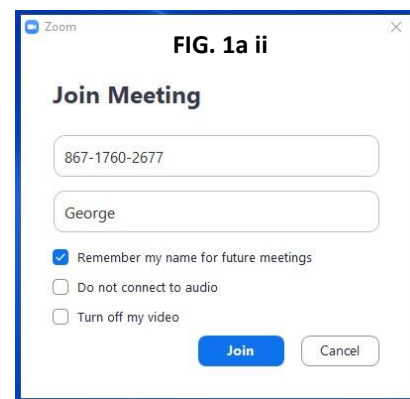 Zoom
FIG. 1a ii
Join Meeting
867-1760-2677
George
Remember my name for future meetings
Do not connect to audio
Turn off my video
Join Cancel